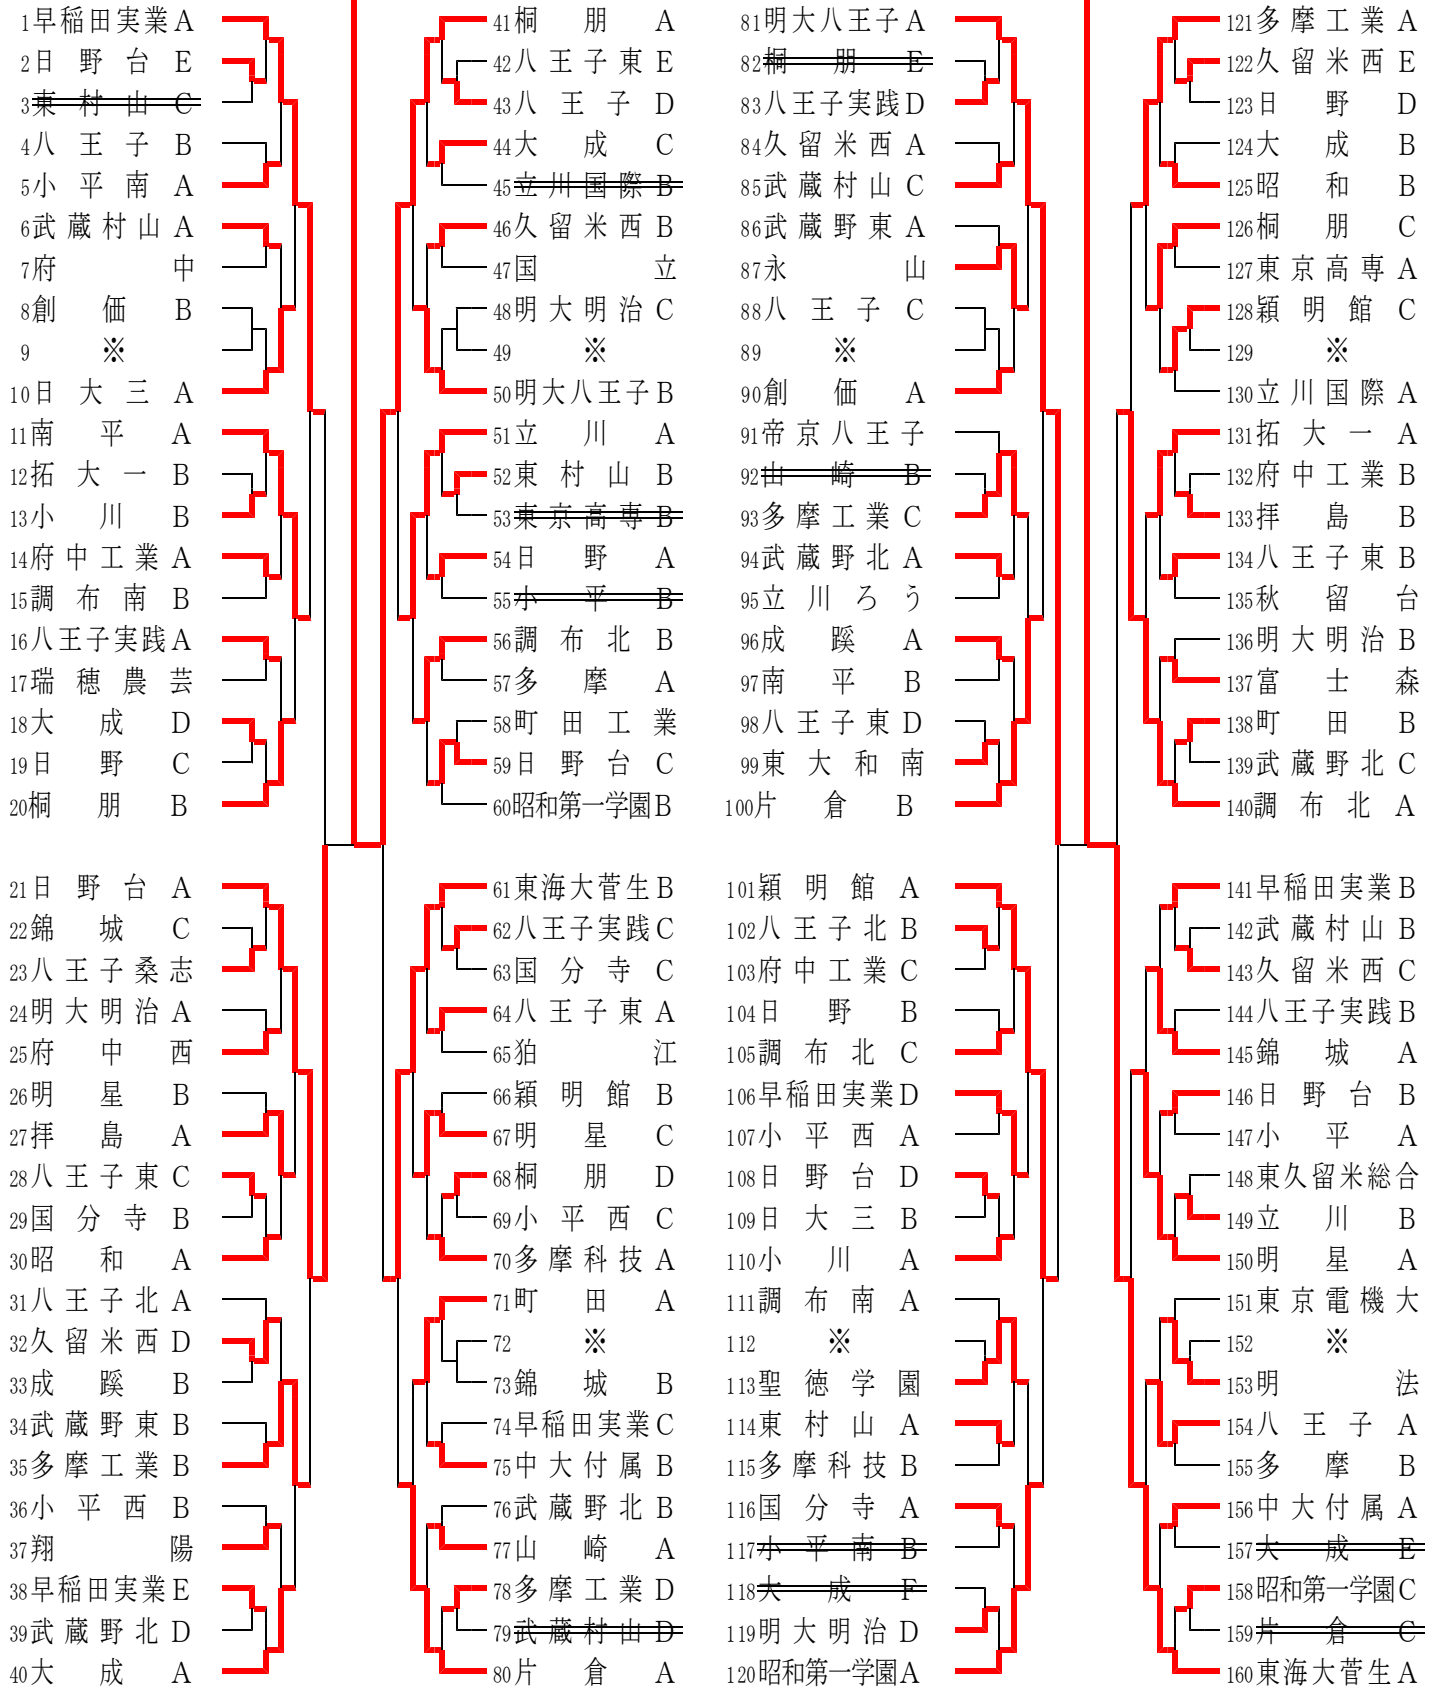 1早稲田実業A
2日野台E
3東村山C
4八王子B
5小平南A
6武蔵村山A
7府中
8創価B
9 ※
10日大三A
11南平A
12拓大一B
13小川B
14府中工業A
15調布南B
16八王子実践A
17瑞穂農芸
18大成D
19日野C
20桐朋B
21日野台A
22錦城C
23八王子桑志
24明大明治A
25府中西
26明星B
27拝島A
28八王子東C
29国分寺B
30昭和A
31八王子北A
32久留米西D
33成蹊B
34武蔵野東B
35多摩工業B
36小平西B
37翔陽
38早稲田実業E
39武蔵野北D
40大成A
41桐朋A
42八王子東E
43八王子D
44大成C
45立川国際B
46久留米西B
47国立
48明大明治C
49 ※
50明大八王子B
51立川A
52東村山B
53東京高専B
54日野A
55小平B
56調布北B
57多摩A
58町田工業
59日野台C
60昭和第一学園B
61東海大菅生B
62八王子実践C
63国分寺C
64八王子東A
65狛江
66穎明館B
67明星C
68桐朋D
69小平西C
70多摩科技A
71町田A
72 ※
73錦城B
74早稲田実業C
75中大付属B
76武蔵野北B
77山崎A
78多摩工業D
79武蔵村山D
80片倉A
81明大八王子A
82桐朋E
83八王子実践D
84久留米西A
85武蔵村山C
86武蔵野東A
87永山
88八王子C
89 ※
90創価A
91帝京八王子
92山崎B
93多摩工業C
94武蔵野北A
95立川ろう
96成蹊A
97南平B
98八王子東D
99東大和南
100片倉B
101穎明館A
102八王子北B
103府中工業C
104日野B
105調布北C
106早稲田実業D
107小平西A
108日野台D
109日大三B
110小川A
111調布南A
112 ※
113聖徳学園
114東村山A
115多摩科技B
116国分寺A
117小平南B
118大成F
119明大明治D
120昭和第一学園A
121多摩工業A
122久留米西E
123日野D
124大成B
125昭和B
126桐朋C
127東京高専A
128穎明館C
129 ※
130立川国際A
131拓大一A
132府中工業B
133拝島B
134八王子東B
135秋留台
136明大明治B
137富士森
138町田B
139武蔵野北C
140調布北A
141早稲田実業B
142武蔵村山B
143久留米西C
144八王子実践B
145錦城A
146日野台B
147小平A
148東久留米総合
149立川B
150明星A
151東京電機大
152 ※
153明法
154八王子A
155多摩B
156中大付属A
157大成E
158昭和第一学園C
159片倉C
160東海大菅生A